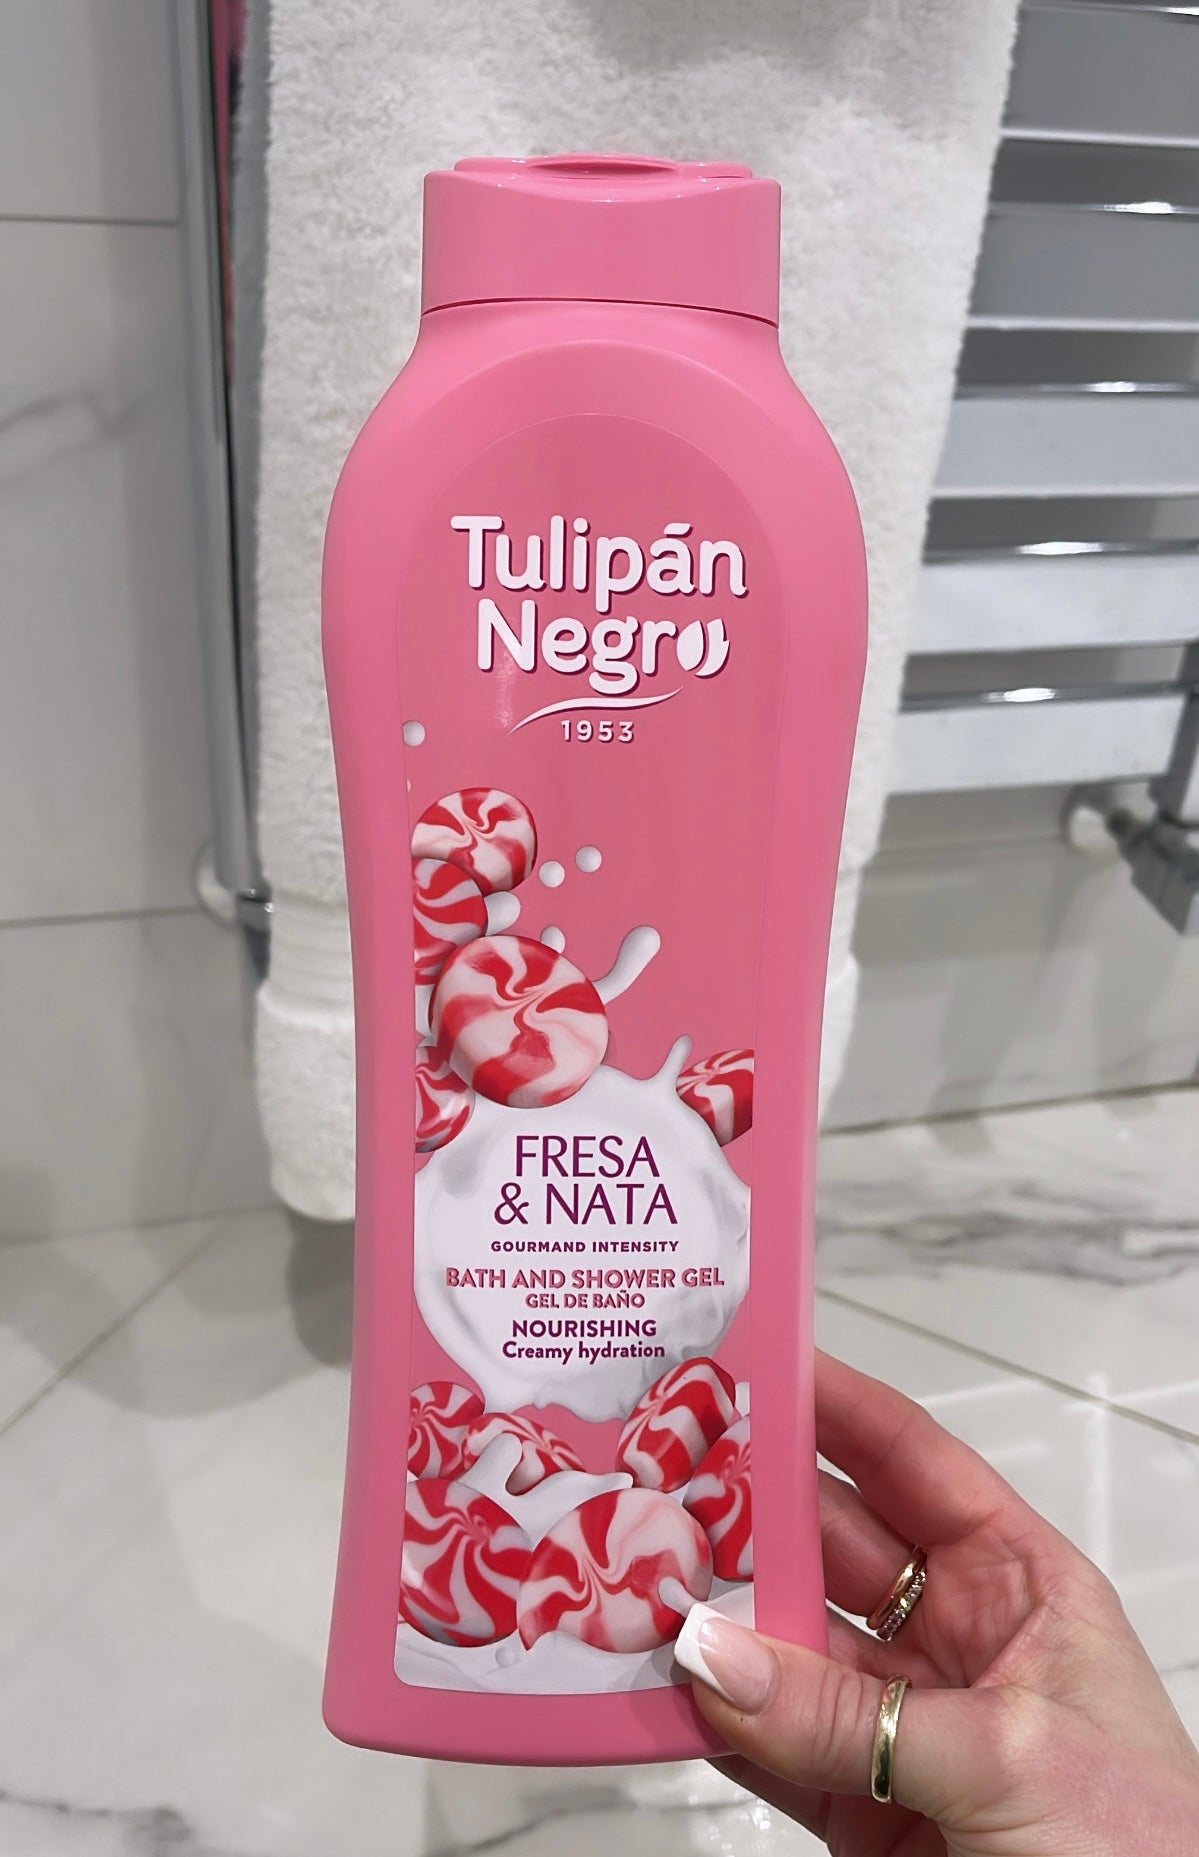 Tulipán
Negro
1953
FRESA
& NATA
GOURMAND INTENSITY
BATH AND SHOWER GEL
GEL DE BAÑO
NOURISHING
Creamy hydration